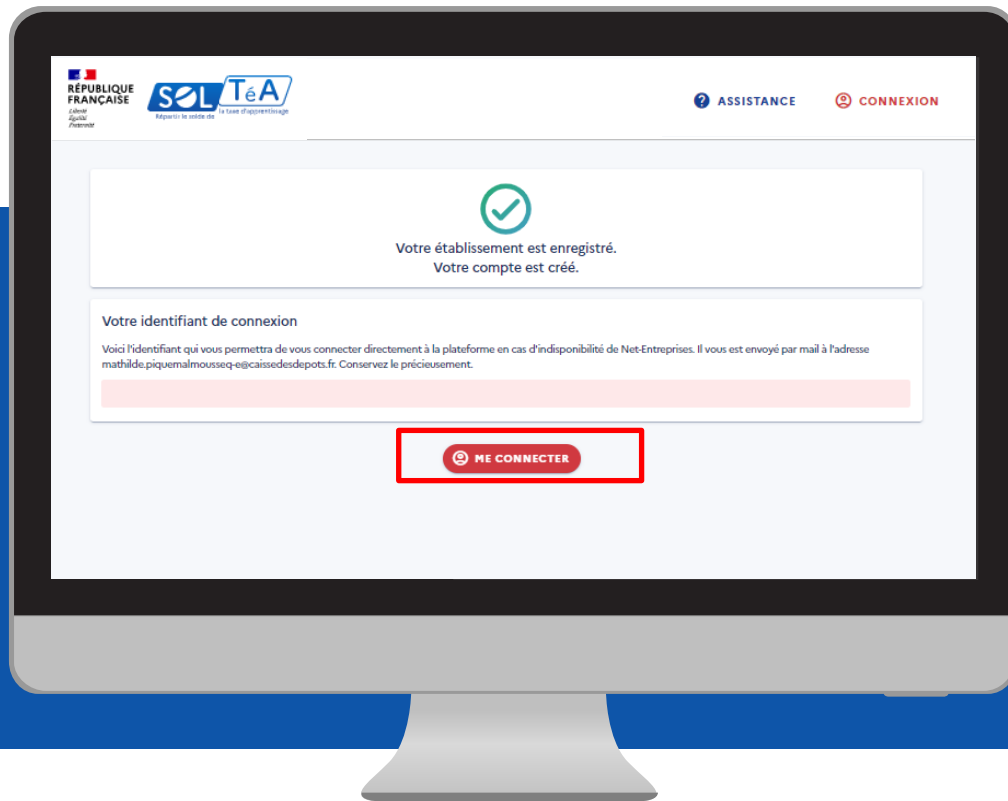 RÉPUBLIQUE
FRANÇAISE
Liberté
Égalité
Fraternité
SOLTéA
Répartir le solde de la taxe d'apprentissage
ASSISTANCE
CONNEXION
Votre établissement est enregistré.
Votre compte est créé.
Votre identifiant de connexion
Voici l'identifiant qui vous permettra de vous connecter directement à la plateforme en cas d'indisponibilité de Net-Entreprises. Il vous est envoyé par mail à l'adresse
mathilde.piquemalmousseq-e@caissedesdepots.fr. Conservez le précieusement.
ME CONNECTER